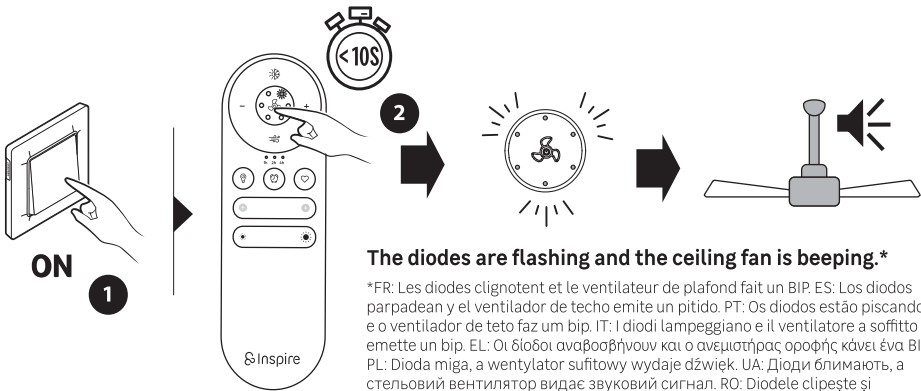 <10S
ON
1
2
1h 2h 4h
& Inspire
The diodes are flashing and the ceiling fan is beeping.*
*FR: Les diodes clignotent et le ventilateur de plafond fait un BIP. ES: Los diodos
parpadean y el ventilador de techo emite un pitido. PT: Os diodos estão piscando
e o ventilador de teto faz um bip. IT: I diodi lampeggiano e il ventilatore a soffitto
emette un bip. EL: Οι δίοδοι αναβοσβήνουν και ο ανεμιστήρας οροφής κάνει ένα BI
PL: Dioda miga, a wentylator sufitowy wydaje dźwięk. UA: Діоди блимають, а
стельовий вентилятор видає звуковий сигнал. RO: Diodele clipește și